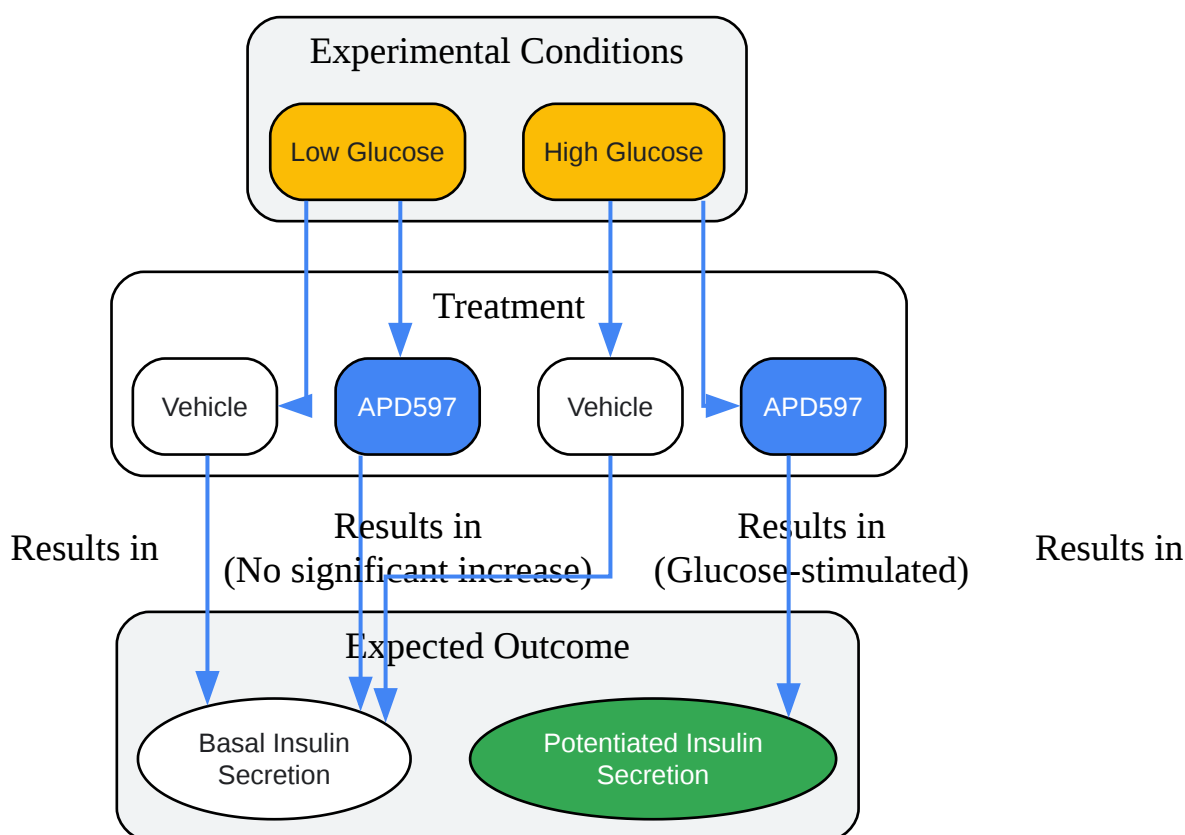 Experimental Conditions
Low Glucose
High Glucose
Treatment
Vehicle
APD597
Vehicle
APD597
Results in
Results in
(No significant increase)
Results in
(Glucose-stimulated)
Results in
Expected Outcome
Basal Insulin
Secretion
Potentiated Insulin
Secretion